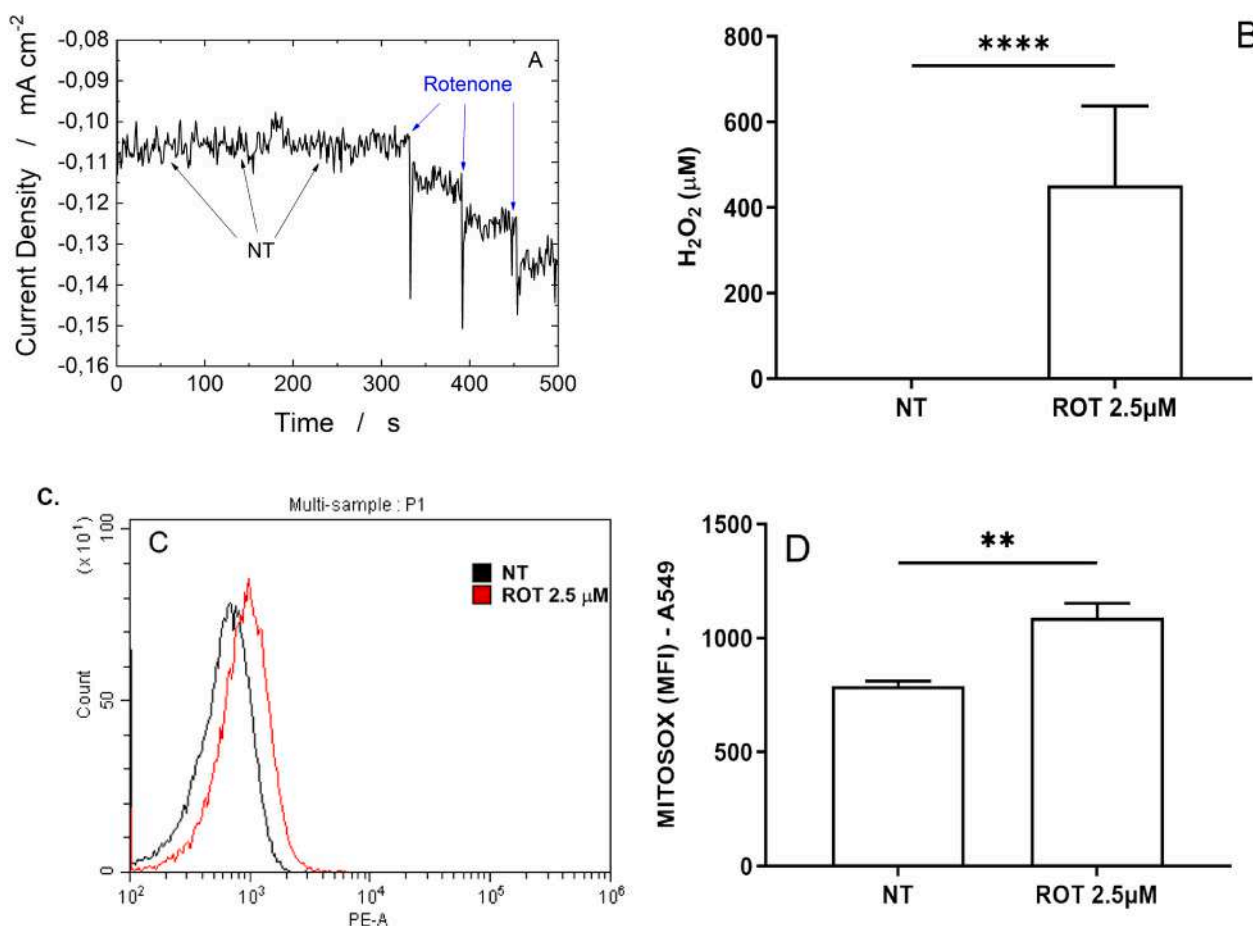 A
Rotenone
NT
-0,08
-0,09
-0,10
-0,11
-0,12
-0,13
-0,14
-0,15
-0,16
Current Density / mA cm-2
0 100 200 300 400 500
Time / s
B
****
800
600
400
200
0
H2O2 (µM)
NT ROT 2.5µM
C.
Multi-sample : P1
C
NT
ROT 2.5 µM
(x 10¹)
100
50
0
Count
10² 10³ 10⁴ 10⁵ 10⁶
PE-A
D
**
1500
1000
500
0
MITOSOX (MFI) - A549
NT ROT 2.5µM